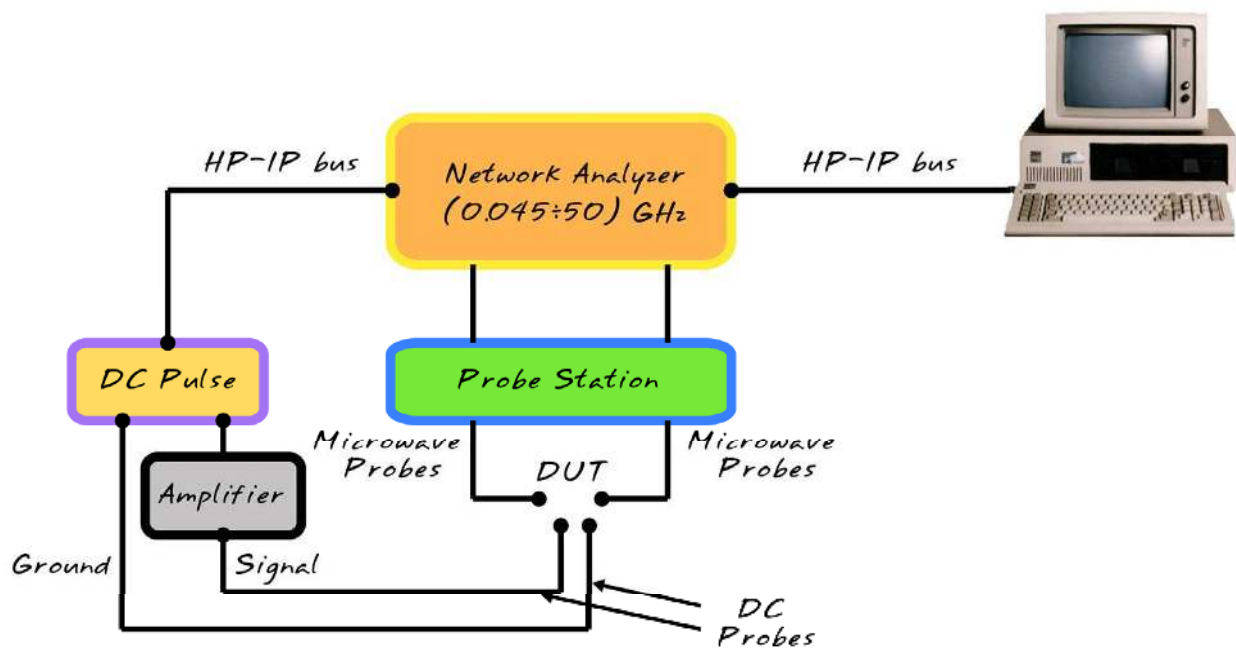 HP-IP bus
Network Analyzer
(0.045÷50) GHz
HP-IP bus
DC Pulse
Probe Station
Microwave
Probes
Microwave
Probes
DUT
Amplifier
Ground
Signal
DC
Probes